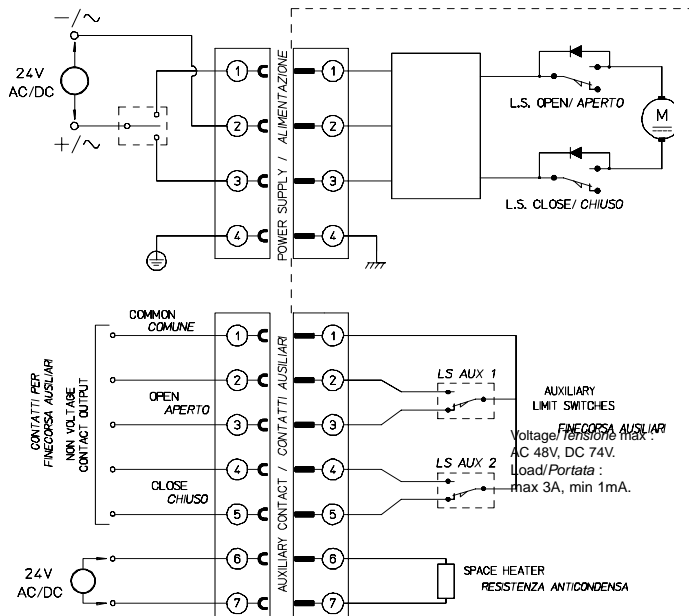 −/∼
24V
AC/DC
+/∼
1
2
3
4
POWER SUPPLY / ALIMENTAZIONE
1
2
3
4
L.S. OPEN/ APERTO
M
L.S. CLOSE/ CHIUSO
CONTATTI PER
FINECORSA AUSILIARI
NON VOLTAGE
CONTACT OUTPUT
COMMON
COMUNE
OPEN
APERTO
CLOSE
CHIUSO
24V
AC/DC
1
2
3
4
5
6
7
AUXILIARY CONTACT / CONTATTI AUSILIARI
1
2
3
4
5
6
7
LS AUX 1
LS AUX 2
AUXILIARY
LIMIT SWITCHES
FINECORSA AUSILIARI
Voltage/Tensione max :
AC 48V, DC 74V.
Load/Portata :
max 3A, min 1mA.
SPACE HEATER
RESISTENZA ANTICONDENSA